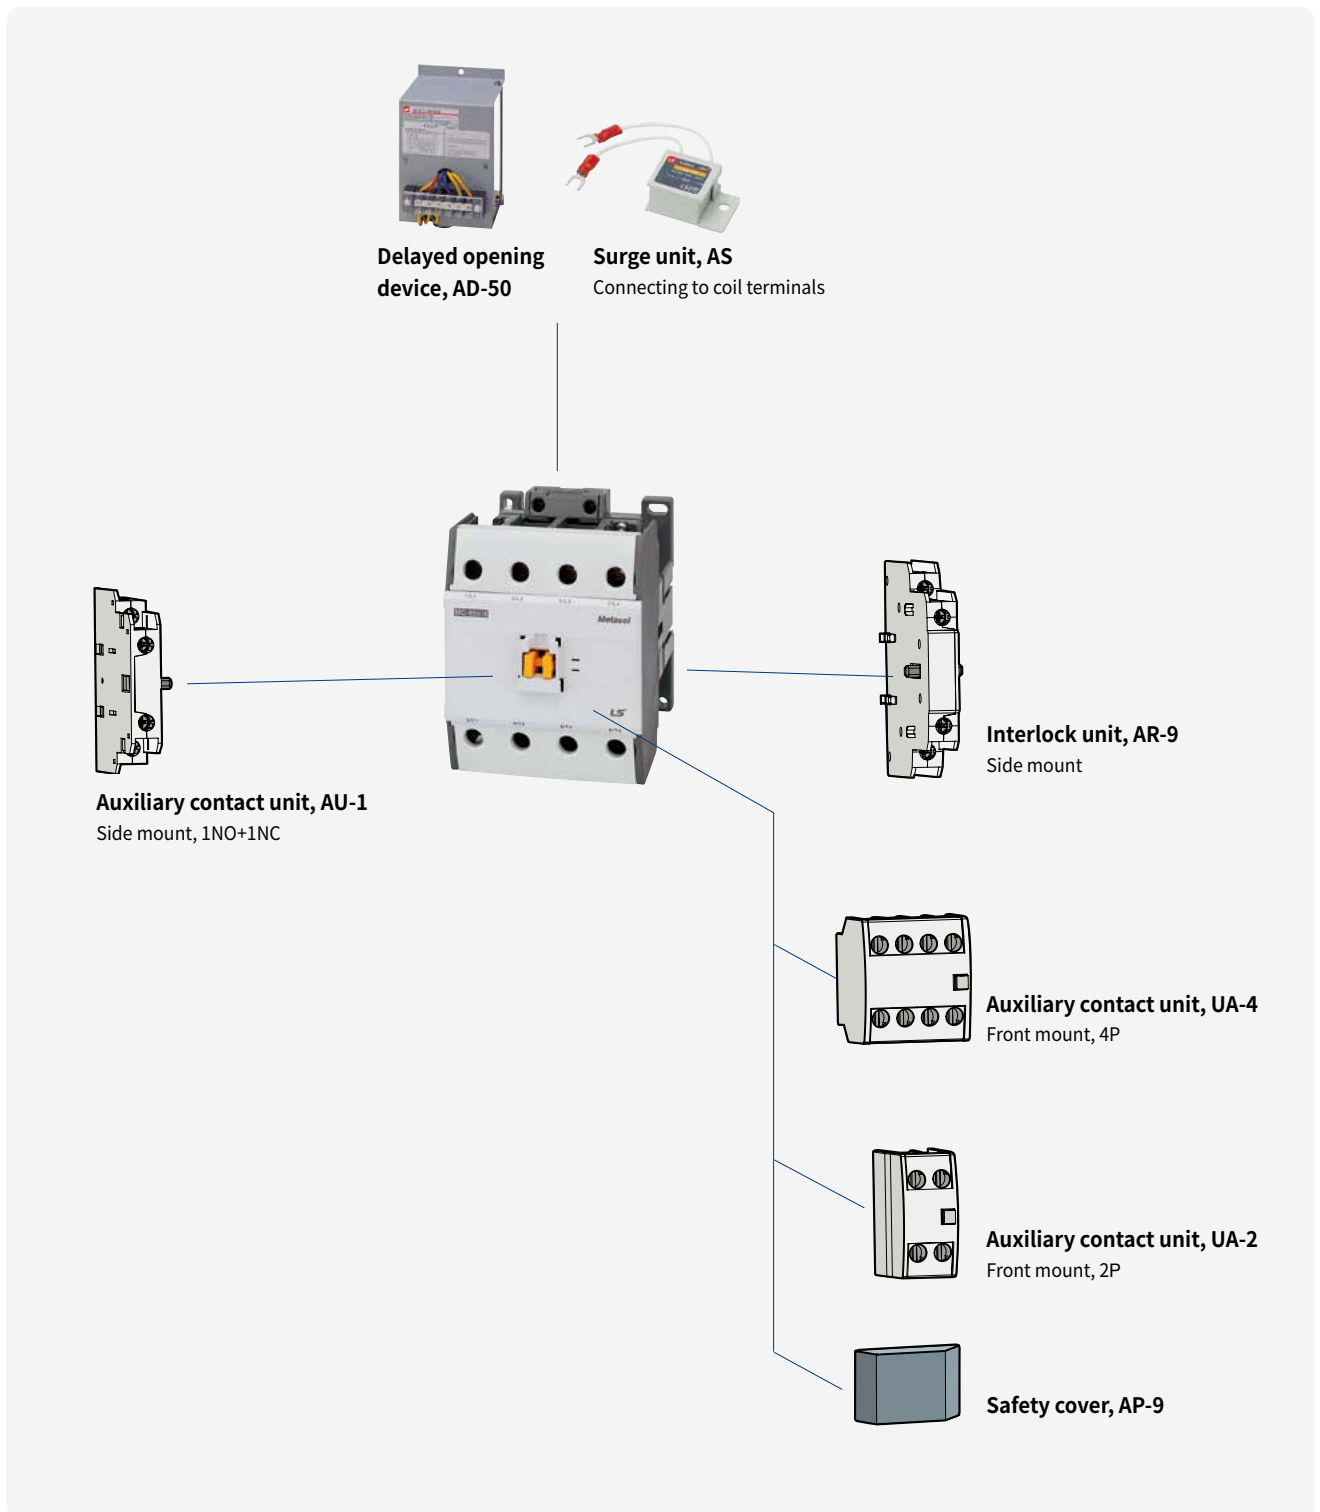 Delayed opening
device, AD-50
Surge unit, AS
Connecting to coil terminals
Metasol
LS
Interlock unit, AR-9
Side mount
Auxiliary contact unit, AU-1
Side mount, 1NO+1NC
Auxiliary contact unit, UA-4
Front mount, 4P
Auxiliary contact unit, UA-2
Front mount, 2P
Safety cover, AP-9